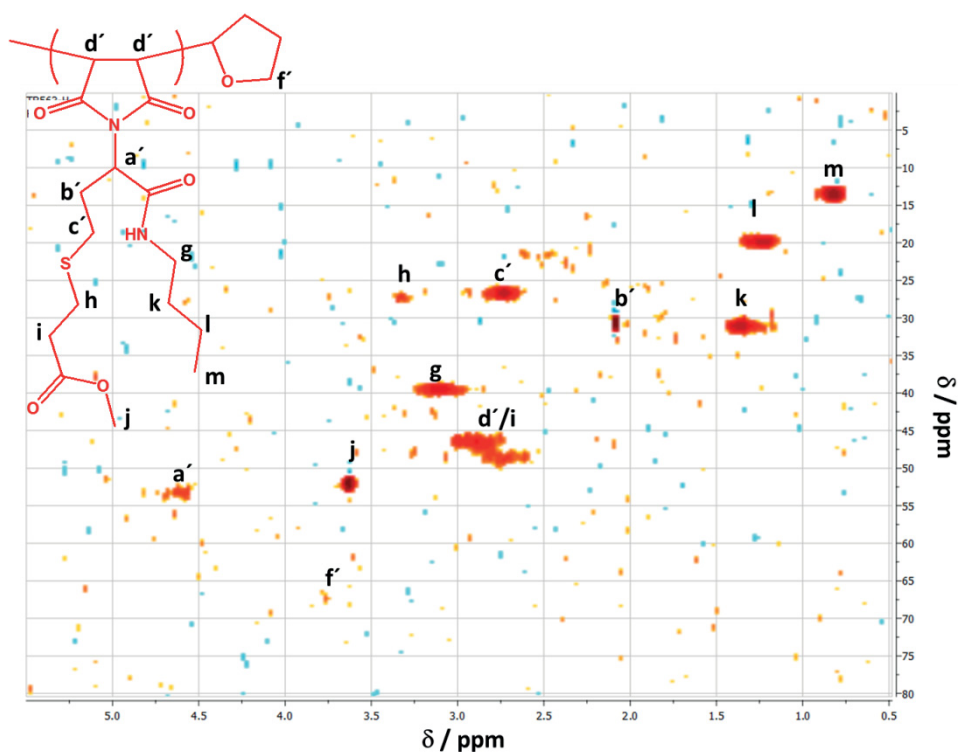 d´ d´
O f´
O N O
a´
b´ O
c´ HN
S g
h k
i l
O m
O j
m
l
h c´ b´ k
g
d´/i
j
a´
f´
5
10
15
20
25
30
35
40
45
50
55
60
65
70
75
80
δ / ppm
5.0 4.5 4.0 3.5 3.0 2.5 2.0 1.5 1.0 0.5
δ / ppm